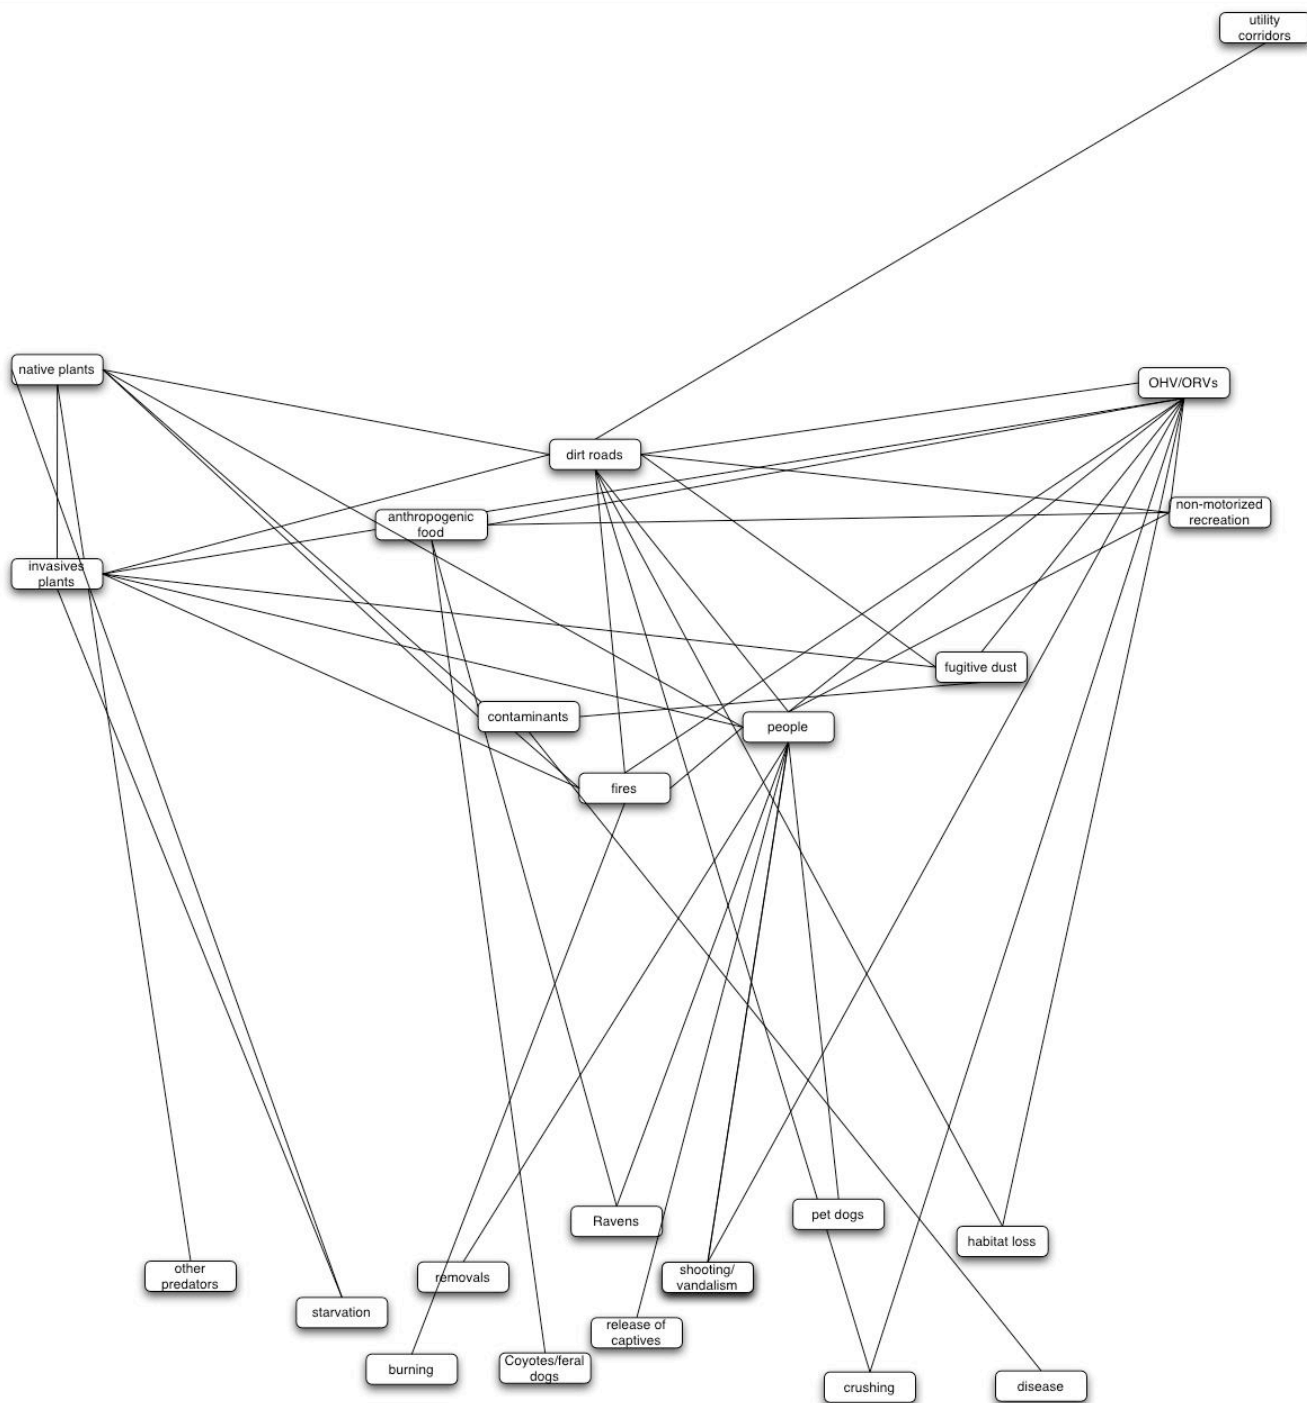 utility
corridors
native plants
OHV/ORVs
dirt roads
non-motorized
recreation
anthropogenic
food
invasives
plants
fugitive dust
contaminants
people
fires
Ravens
pet dogs
habitat loss
other
predators
removals
shooting/
vandalism
starvation
release of
captives
burning
Coyotes/feral
dogs
crushing
disease